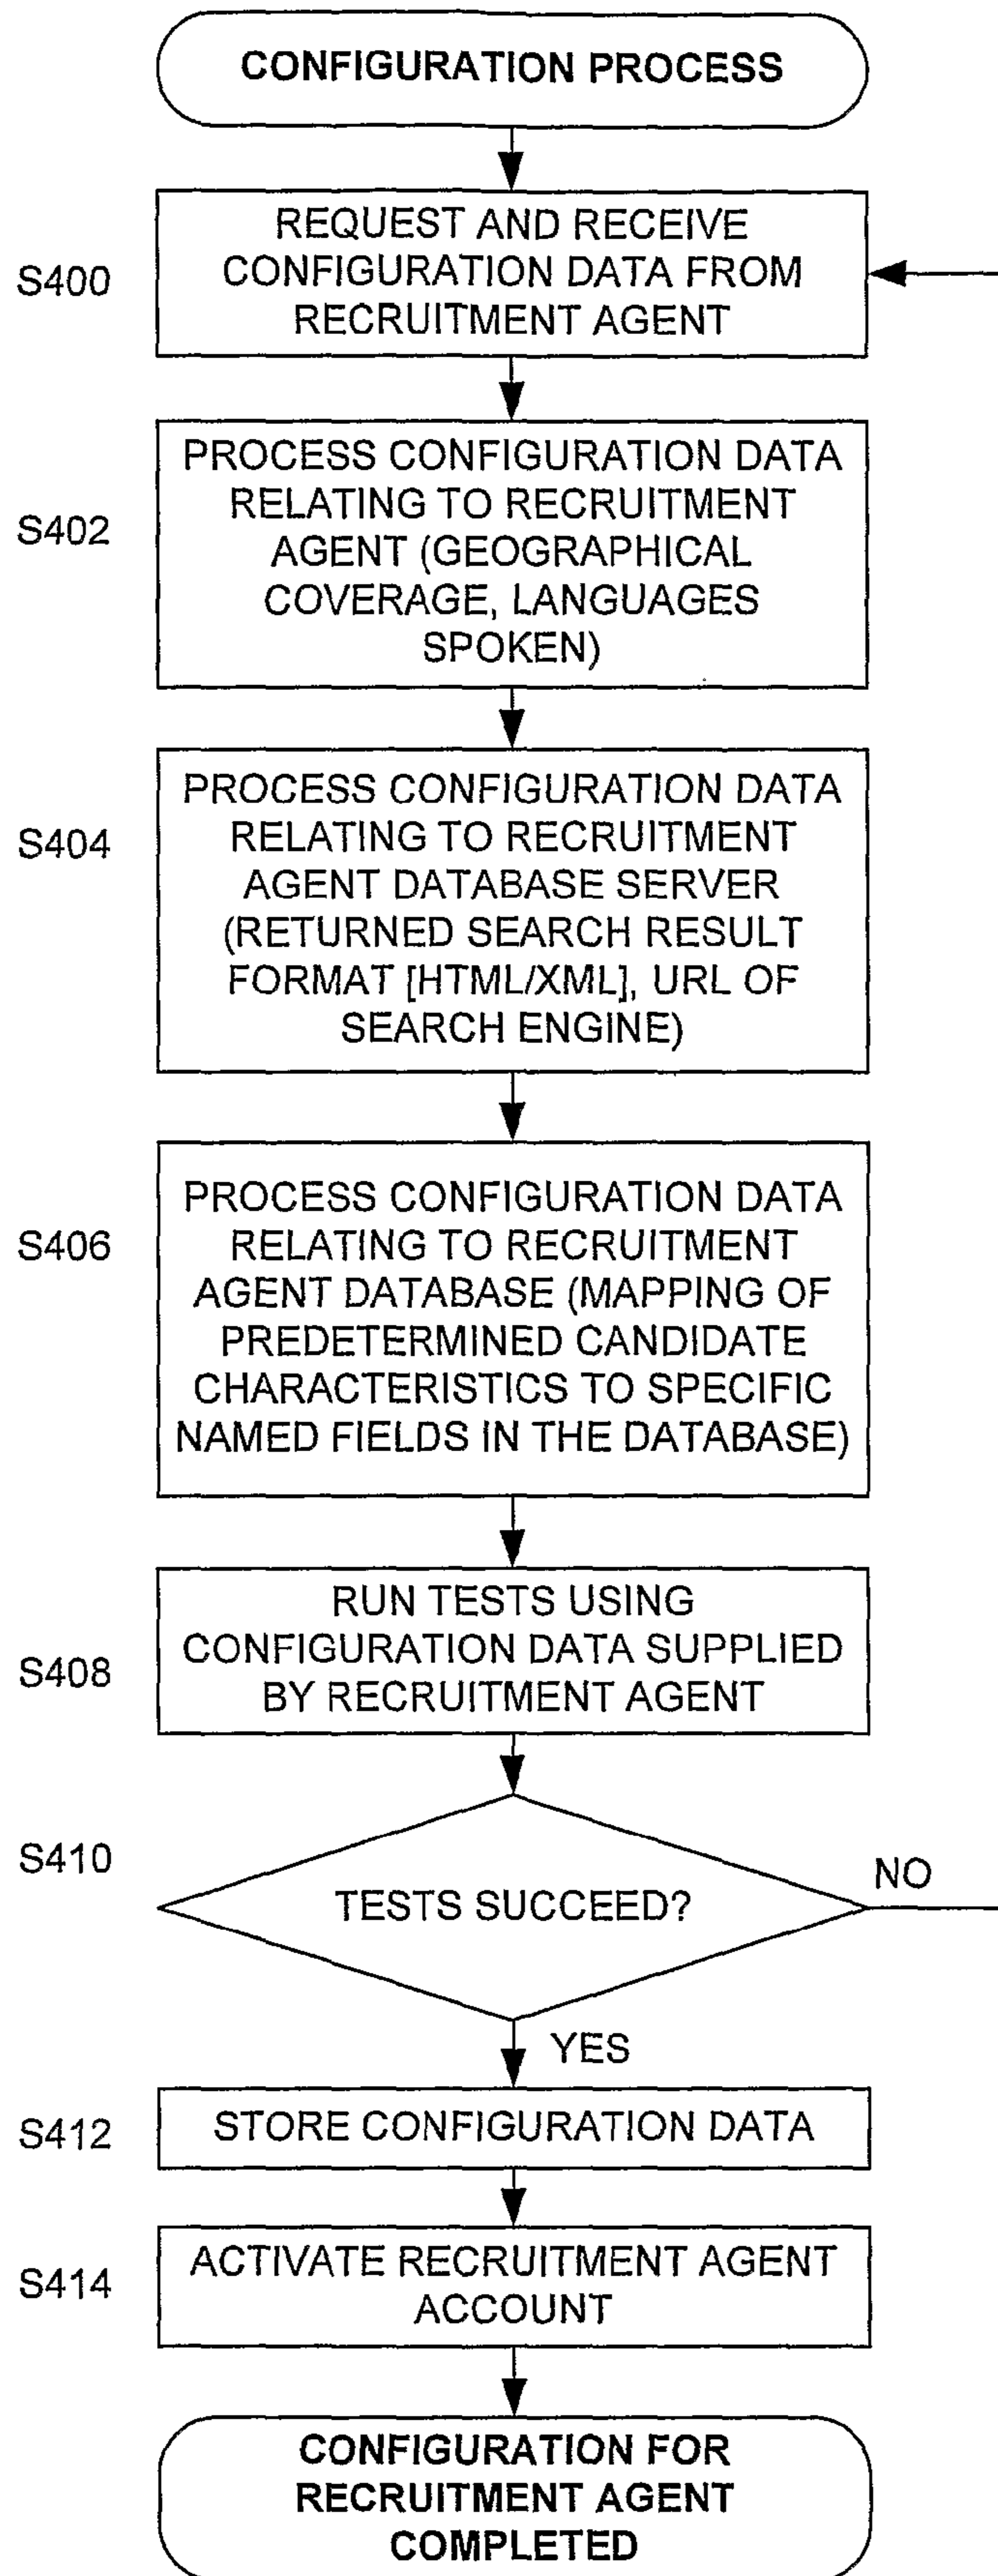 CONFIGURATION PROCESS
S400
REQUEST AND RECEIVE
CONFIGURATION DATA FROM
RECRUITMENT AGENT
S402
PROCESS CONFIGURATION DATA
RELATING TO RECRUITMENT
AGENT (GEOGRAPHICAL
COVERAGE, LANGUAGES
SPOKEN)
S404
PROCESS CONFIGURATION DATA
RELATING TO RECRUITMENT
AGENT DATABASE SERVER
(RETURNED SEARCH RESULT
FORMAT [HTML/XML], URL OF
SEARCH ENGINE)
S406
PROCESS CONFIGURATION DATA
RELATING TO RECRUITMENT
AGENT DATABASE (MAPPING OF
PREDETERMINED CANDIDATE
CHARACTERISTICS TO SPECIFIC
NAMED FIELDS IN THE DATABASE)
S408
RUN TESTS USING
CONFIGURATION DATA SUPPLIED
BY RECRUITMENT AGENT
S410
TESTS SUCCEED?
NO
YES
S412
STORE CONFIGURATION DATA
S414
ACTIVATE RECRUITMENT AGENT
ACCOUNT
CONFIGURATION FOR
RECRUITMENT AGENT
COMPLETED